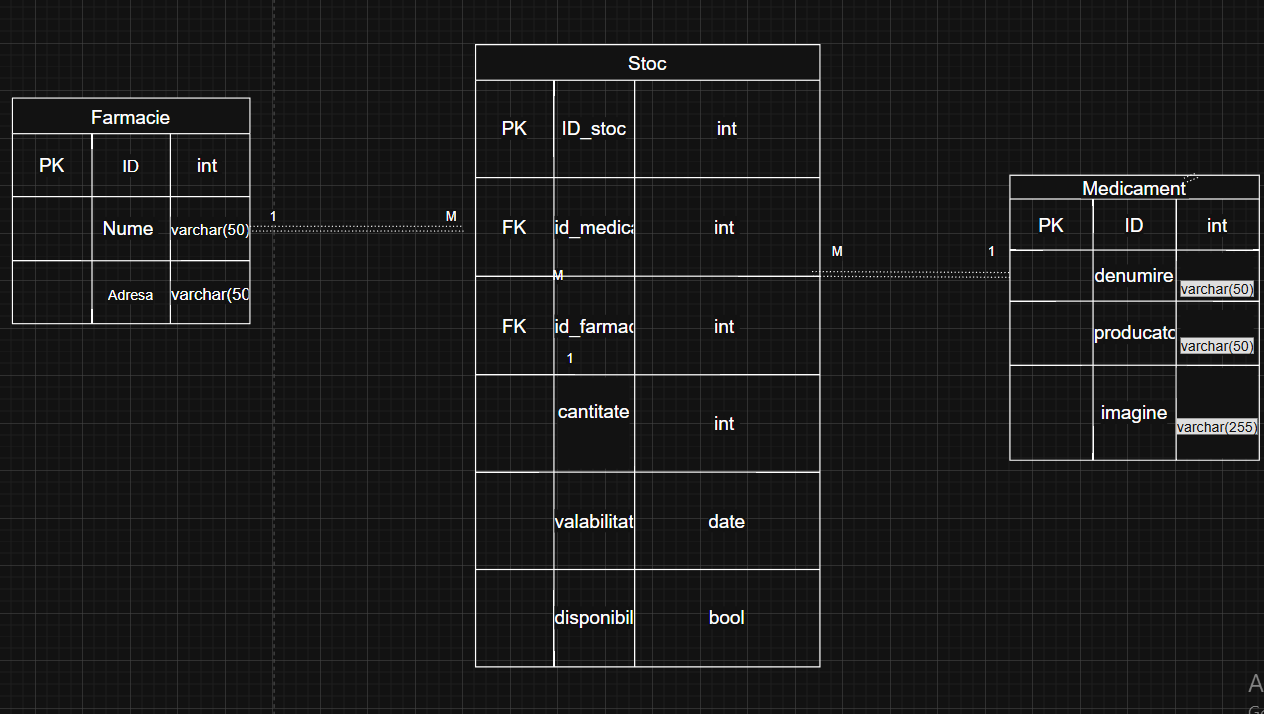 Farmacie
PK ID int
Nume varchar(50)
Adresa varchar(50
1 M
Stoc
PK ID_stoc int
FK id_medica int
M
FK id_farmac int
1
cantitate int
valabilitat date
disponibil bool
M 1
Medicament
PK ID int
denumire varchar(50)
producato varchar(50)
imagine varchar(255)
A